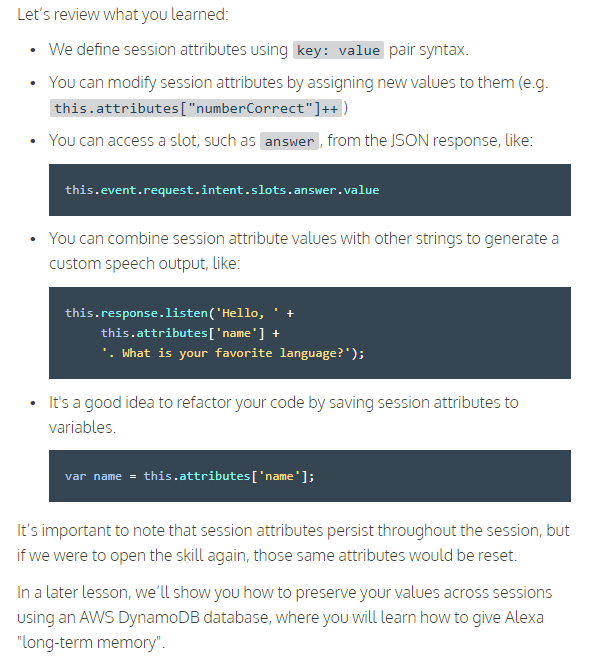 Let's review what you learned:
• We define session attributes using key: value pair syntax.
• You can modify session attributes by assigning new values to them (e.g.
this.attributes["numberCorrect"]++)
• You can access a slot, such as answer, from the JSON response, like:
this.event.request.intent.slots.answer.value
• You can combine session attribute values with other strings to generate a
custom speech output, like:
this.response.listen('Hello, ' +
this.attributes['name'] +
'. What is your favorite language?');
• It's a good idea to refactor your code by saving session attributes to
variables.
var name = this.attributes['name'];
It's important to note that session attributes persist throughout the session, but
if we were to open the skill again, those same attributes would be reset.
In a later lesson, we'll show you how to preserve your values across sessions
using an AWS DynamoDB database, where you will learn how to give Alexa
"long-term memory".